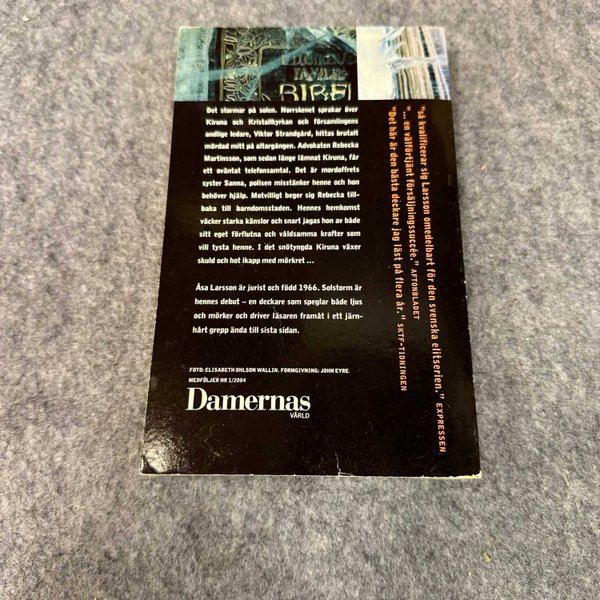 FAMILIE
BIBEL
Det stormar på solen. Norrskenet sprakar över
Kiruna och Kristallkyrkan och församlingens
andlige ledare, Viktor Strandgård, hittas brutalt
mördad mitt på altargången. Advokaten Rebecka
Martinsson, som sedan länge lämnat Kiruna, får
ett oväntat telefonsamtal. Det är mordoffrets
syster Sanna, polisen misstänker henne och hon
behöver hjälp. Motvilligt beger sig Rebecka till-
baka till barndomsstaden. Hennes hemkomst
väcker starka känslor och snart jagas hon av både
sitt eget förflutna och våldsamma krafter som
vill tysta henne. I det snötyngda Kiruna växer
skuld och hot ikapp med mörkret ...
Åsa Larsson är jurist och född 1966. Solstorm är
hennes debut – en deckare som speglar både ljus
och mörker och driver läsaren framåt i ett järn-
hårt grepp ända till sista sidan.
FOTO: ELISABETH OHLSON WALLIN. FORMGIVNING: JOHN EYRE
MEDFÖLJER NR 1/2004
Damernas
VÄRLD
"så kvalificerar sig Larsson omedelbart för den svenska elitserien." EXPRESSEN
"... en välförtjänt försäljningssuccée." AFTONBLADET
"Det här är den bästa deckare jag läst på flera år." SKTF-TIDNINGEN